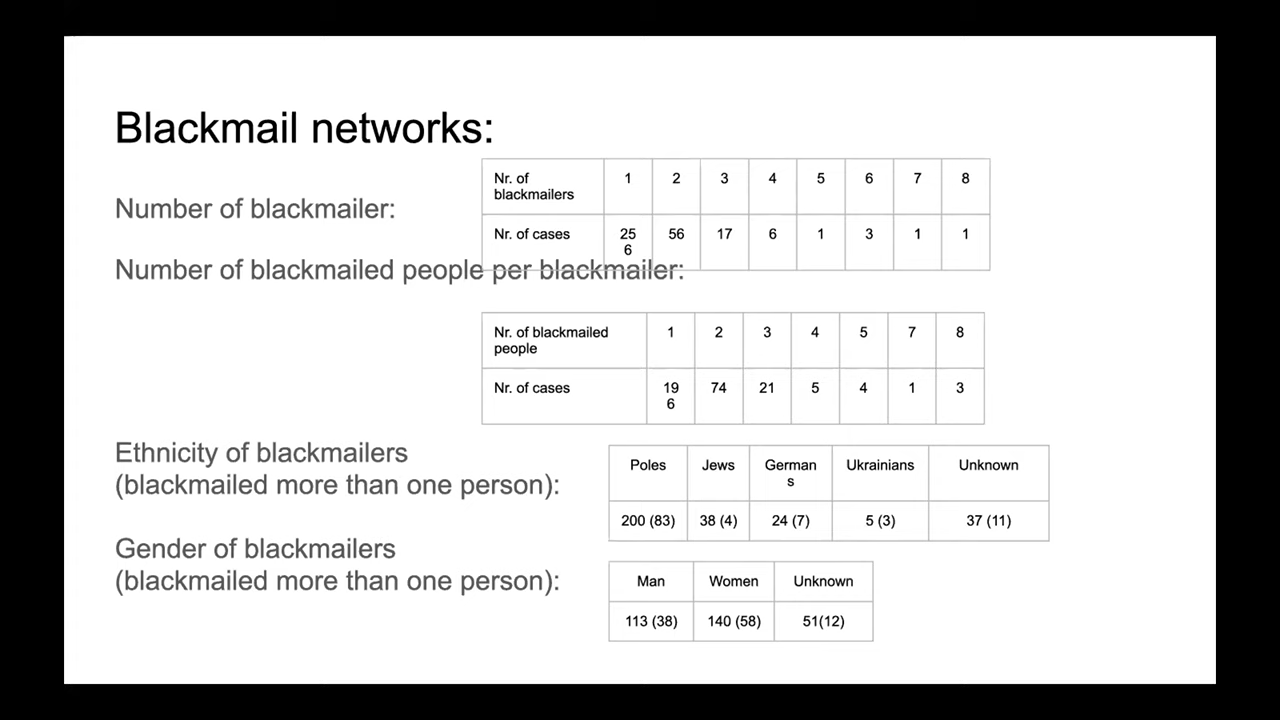 Blackmail networks:
Number of blackmailer:
Nr. of blackmailers 1 2 3 4 5 6 7 8
Nr. of cases 256 56 17 6 1 3 1 1
Number of blackmailed people per blackmailer:
Nr. of blackmailed people 1 2 3 4 5 7 8
Nr. of cases 196 74 21 5 4 1 3
Ethnicity of blackmailers
(blackmailed more than one person):
Poles Jews Germans Ukrainians Unknown
200 (83) 38 (4) 24 (7) 5 (3) 37 (11)
Gender of blackmailers
(blackmailed more than one person):
Man Women Unknown
113 (38) 140 (58) 51(12)